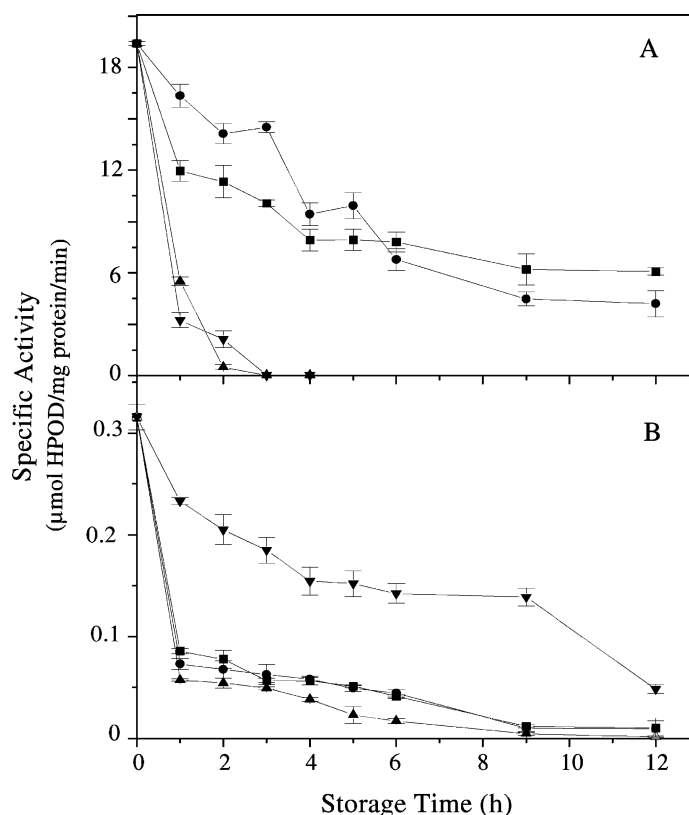 A
18
12
6
0
Specific Activity
(μmol HPOD/mg protein/min)
B
0.3
0.2
0.1
0
0 2 4 6 8 10 12
Storage Time (h)